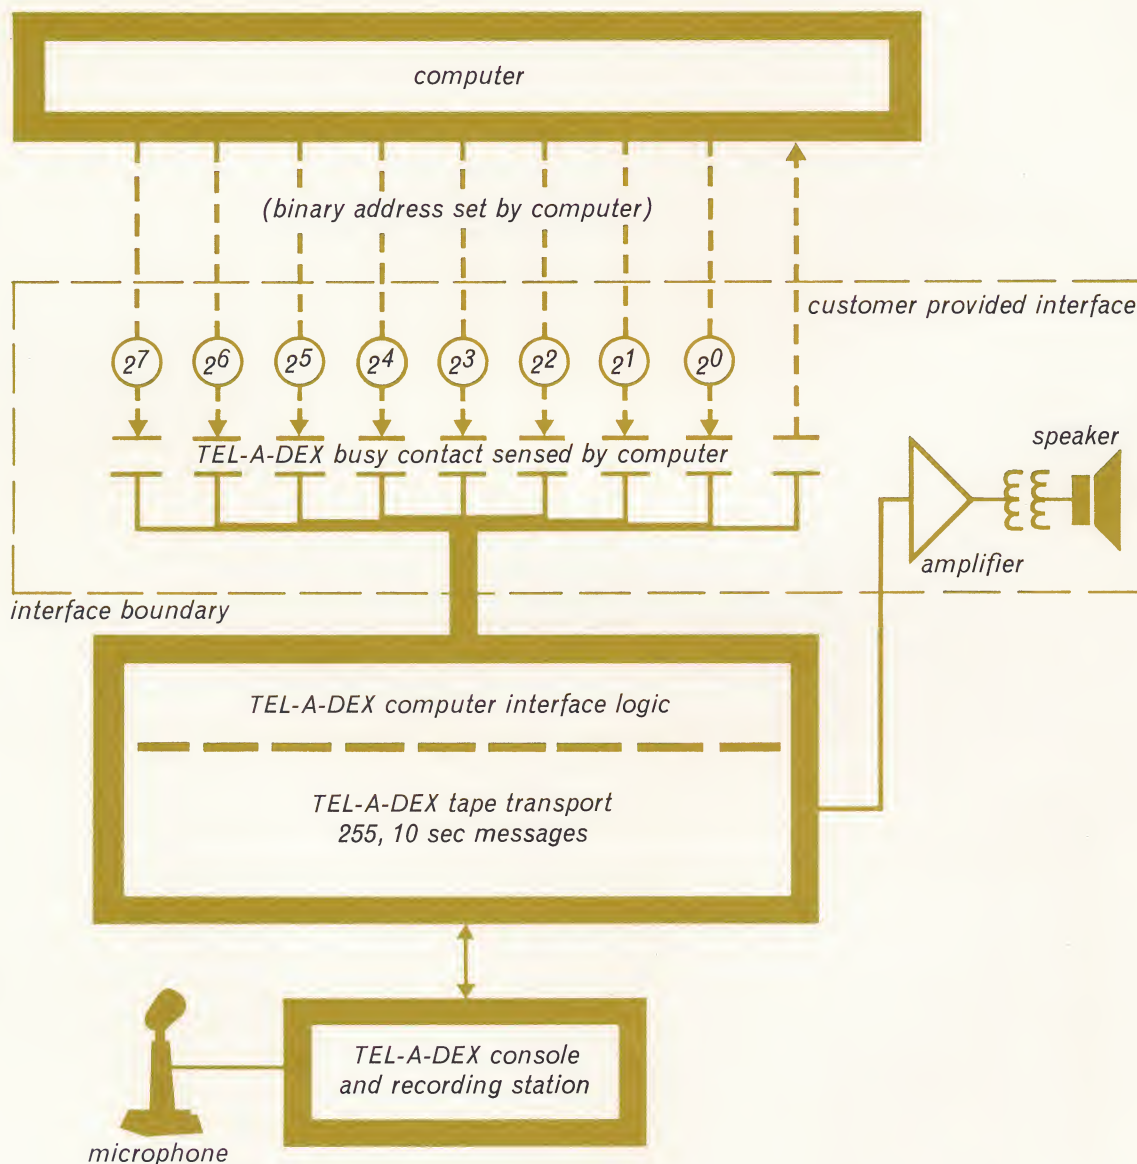 computer
(binary address set by computer)
customer provided interface
2⁷ 2⁶ 2⁵ 2⁴ 2³ 2² 2¹ 2⁰
speaker
TEL-A-DEX busy contact sensed by computer
amplifier
interface boundary
TEL-A-DEX computer interface logic
TEL-A-DEX tape transport
255, 10 sec messages
TEL-A-DEX console
and recording station
microphone